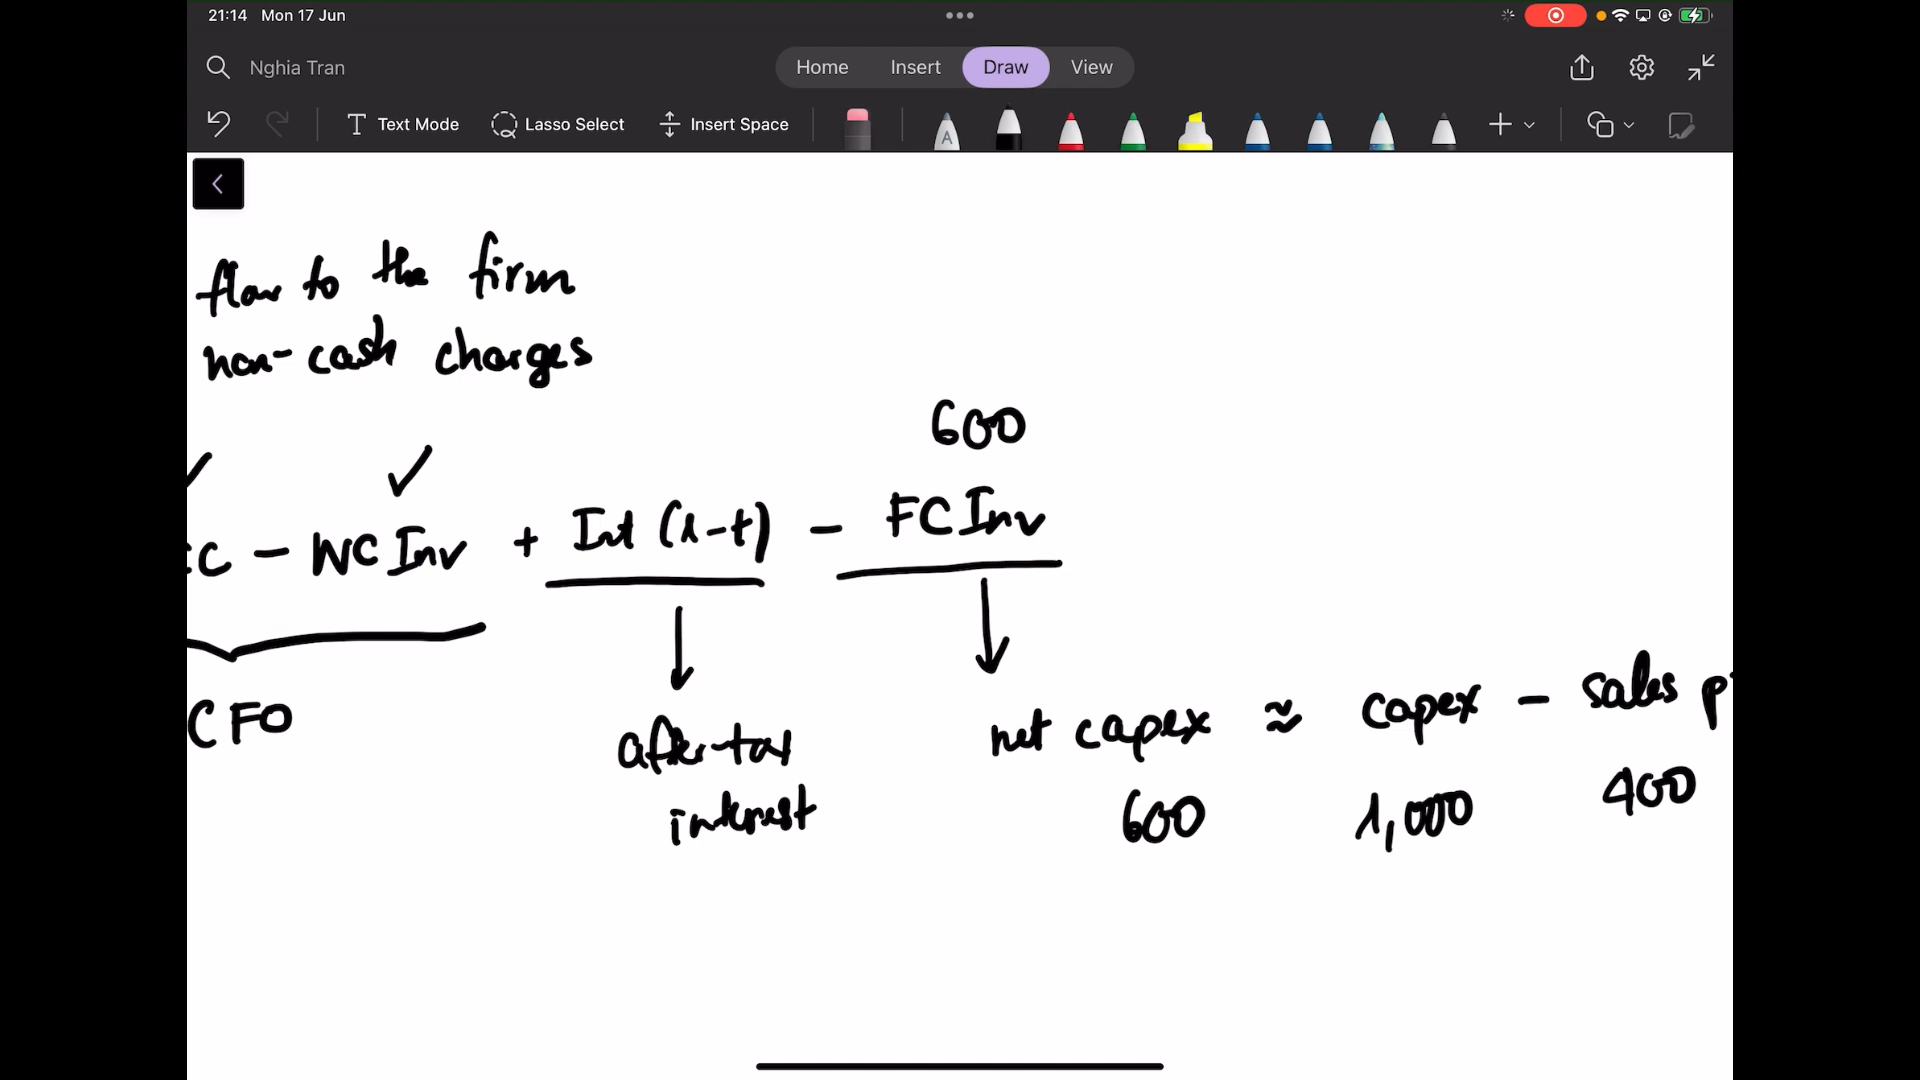 21:14 Mon 17 Jun
Nghia Tran
Home Insert Draw View
Text Mode Lasso Select Insert Space
A
flow to the firm
non-cash charges
600
CC - WC Inv + Int (1-t) - FC Inv
CFO
after-tax
interest
net capex ≈ capex - sales p
600 1,000 400